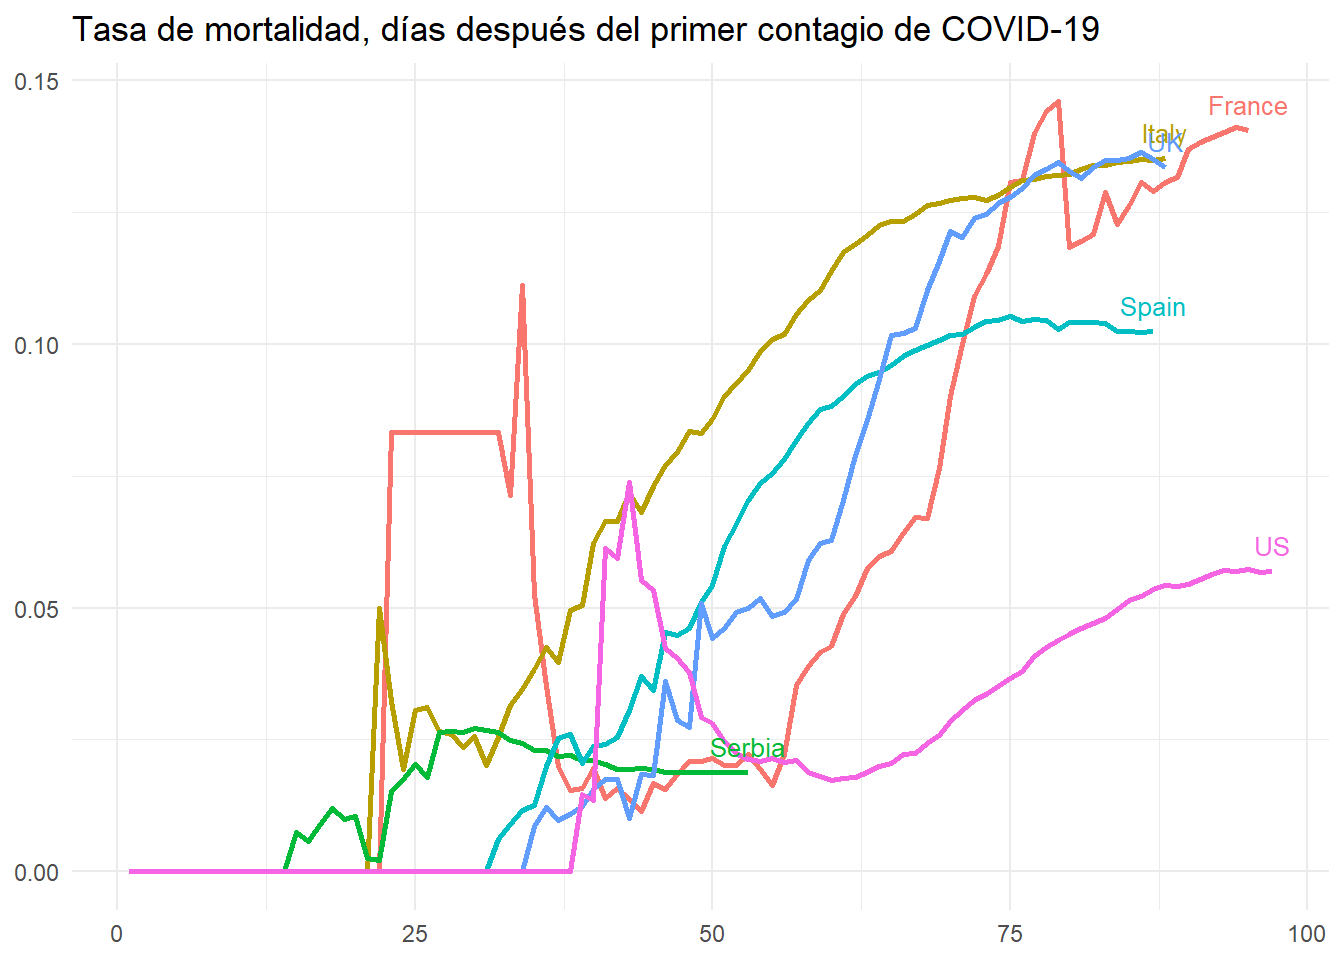 Tasa de mortalidad, días después del primer contagio de COVID-19
0.15
France
Italy
UK
Spain
0.10
US
0.05
Serbia
0.00
0 25 50 75 100